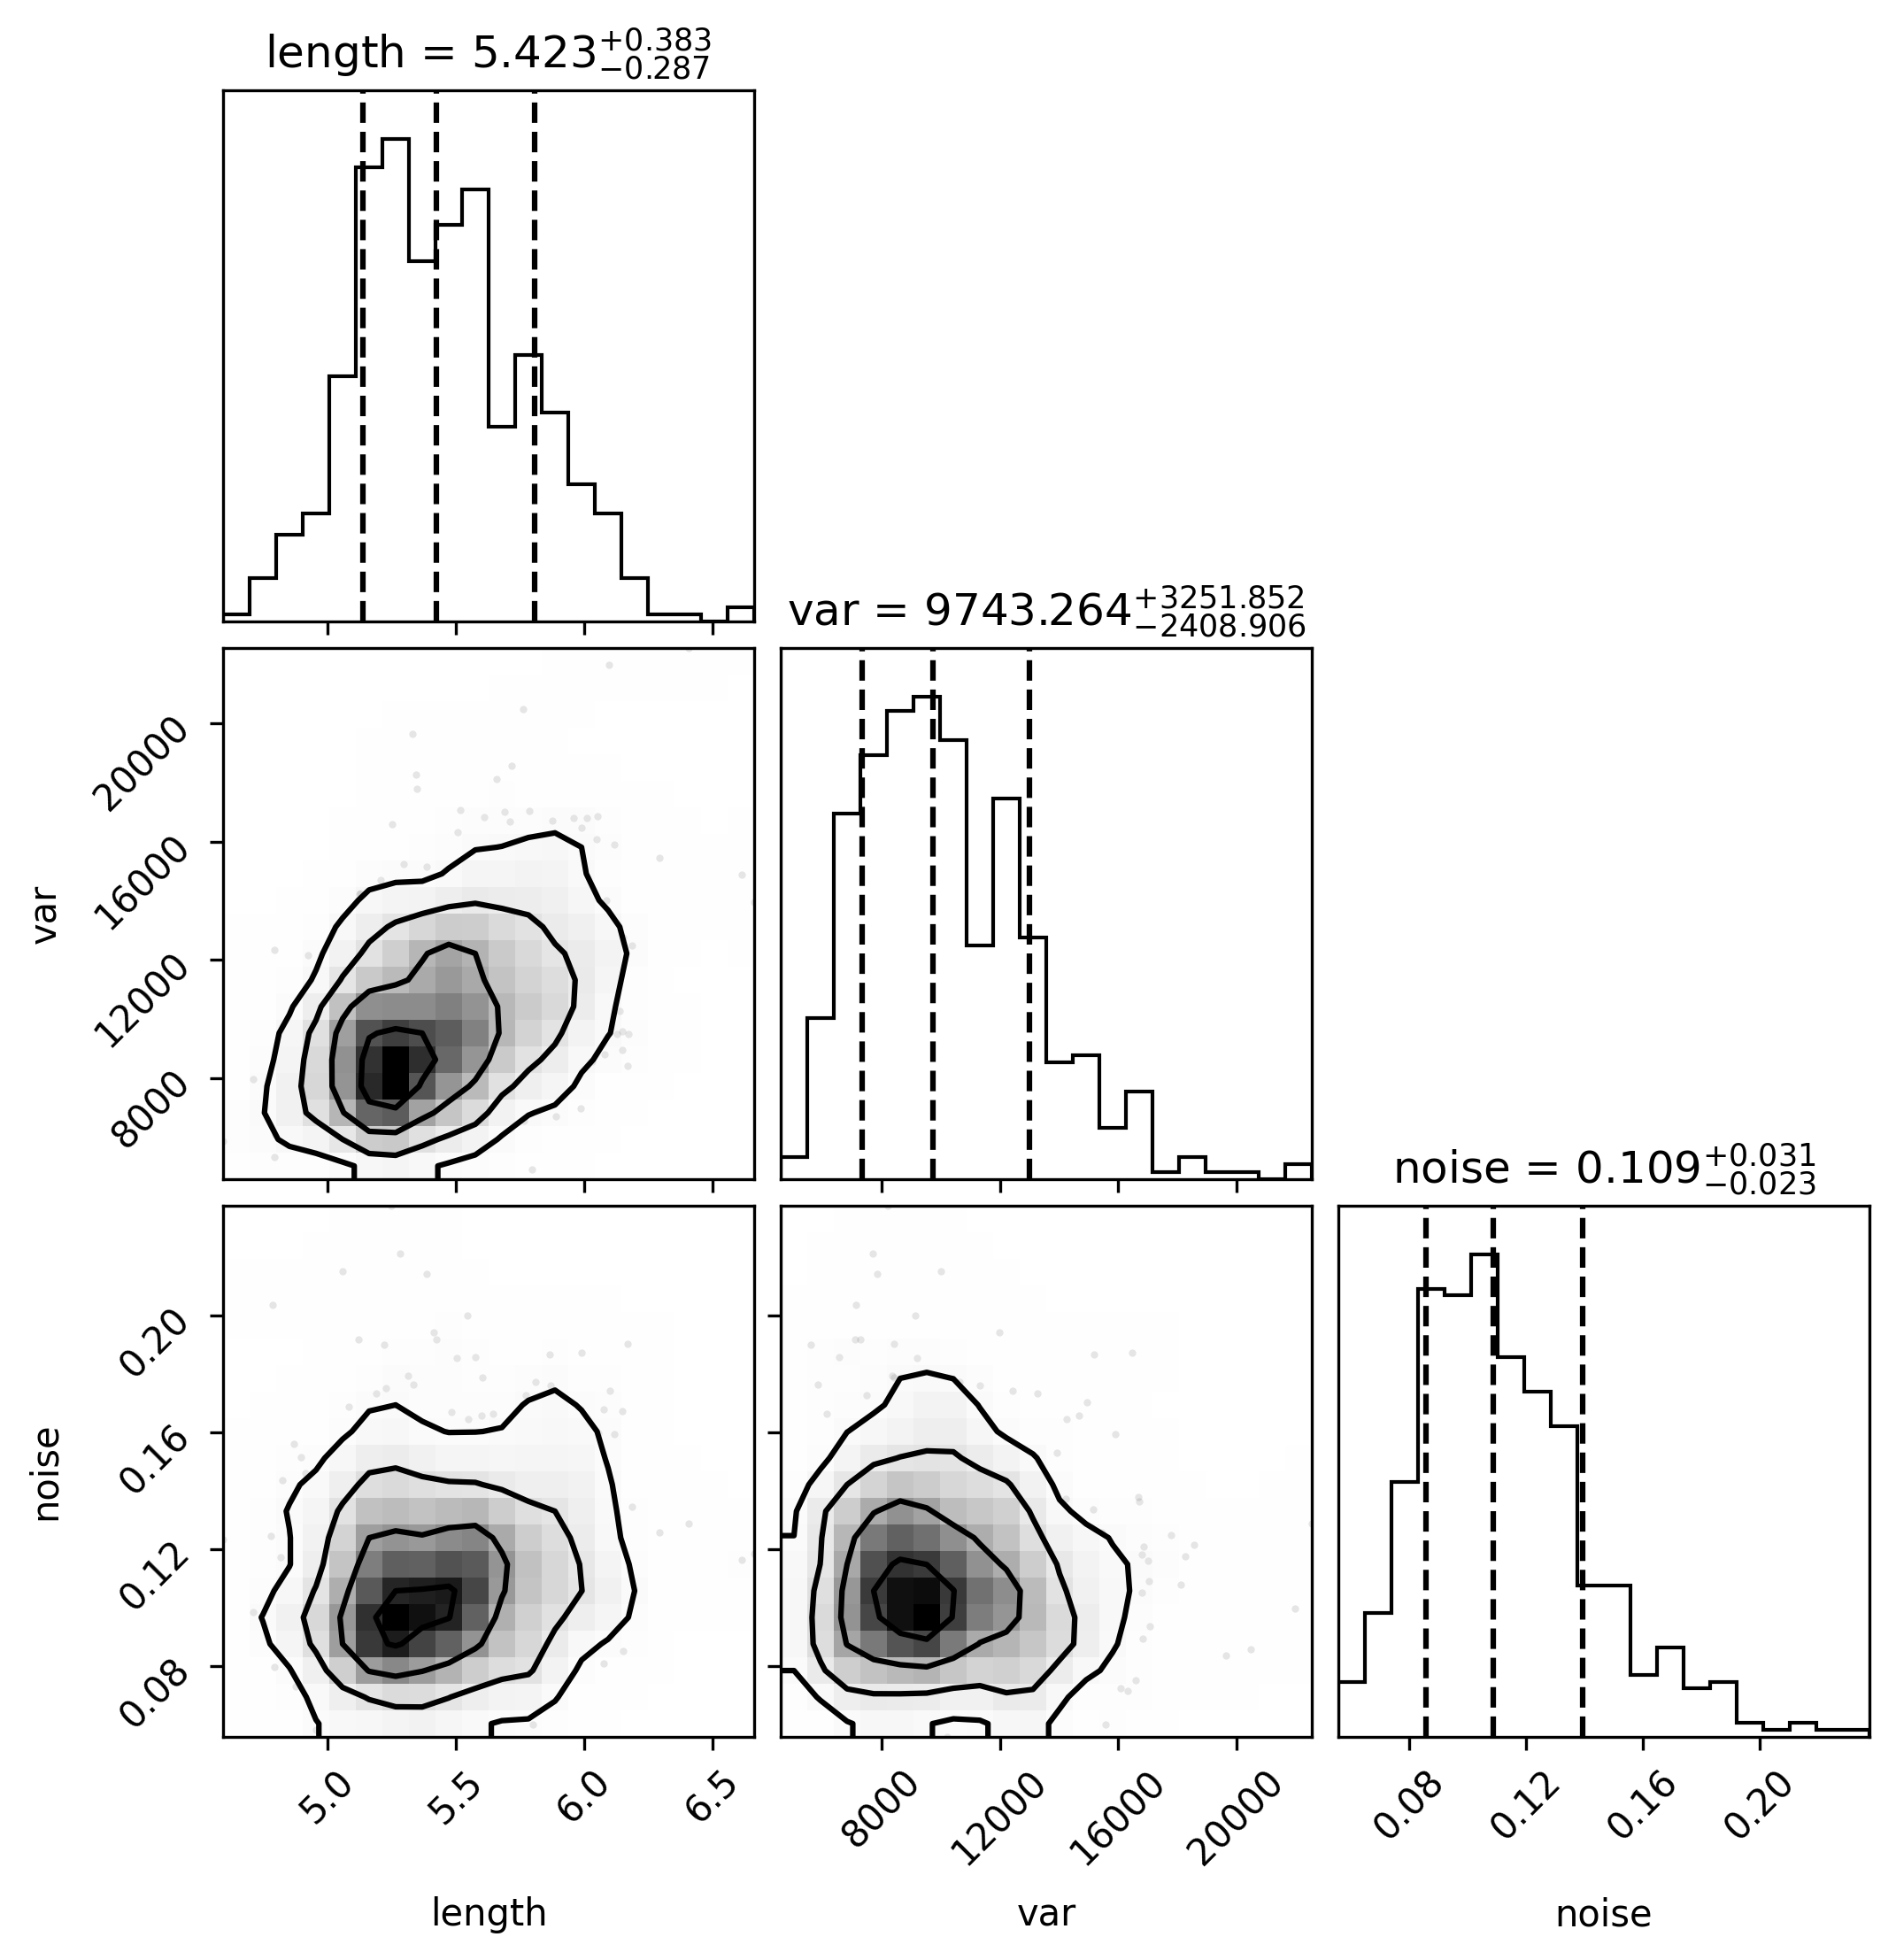 length = 5.423+0.383−0.287
var = 9743.264+3251.852−2408.906
20000
16000
12000
8000
var
noise = 0.109+0.031−0.023
0.20
0.16
0.12
0.08
noise
5.0 5.5 6.0 6.5 8000 12000 16000 20000 0.08 0.12 0.16 0.20
length var noise